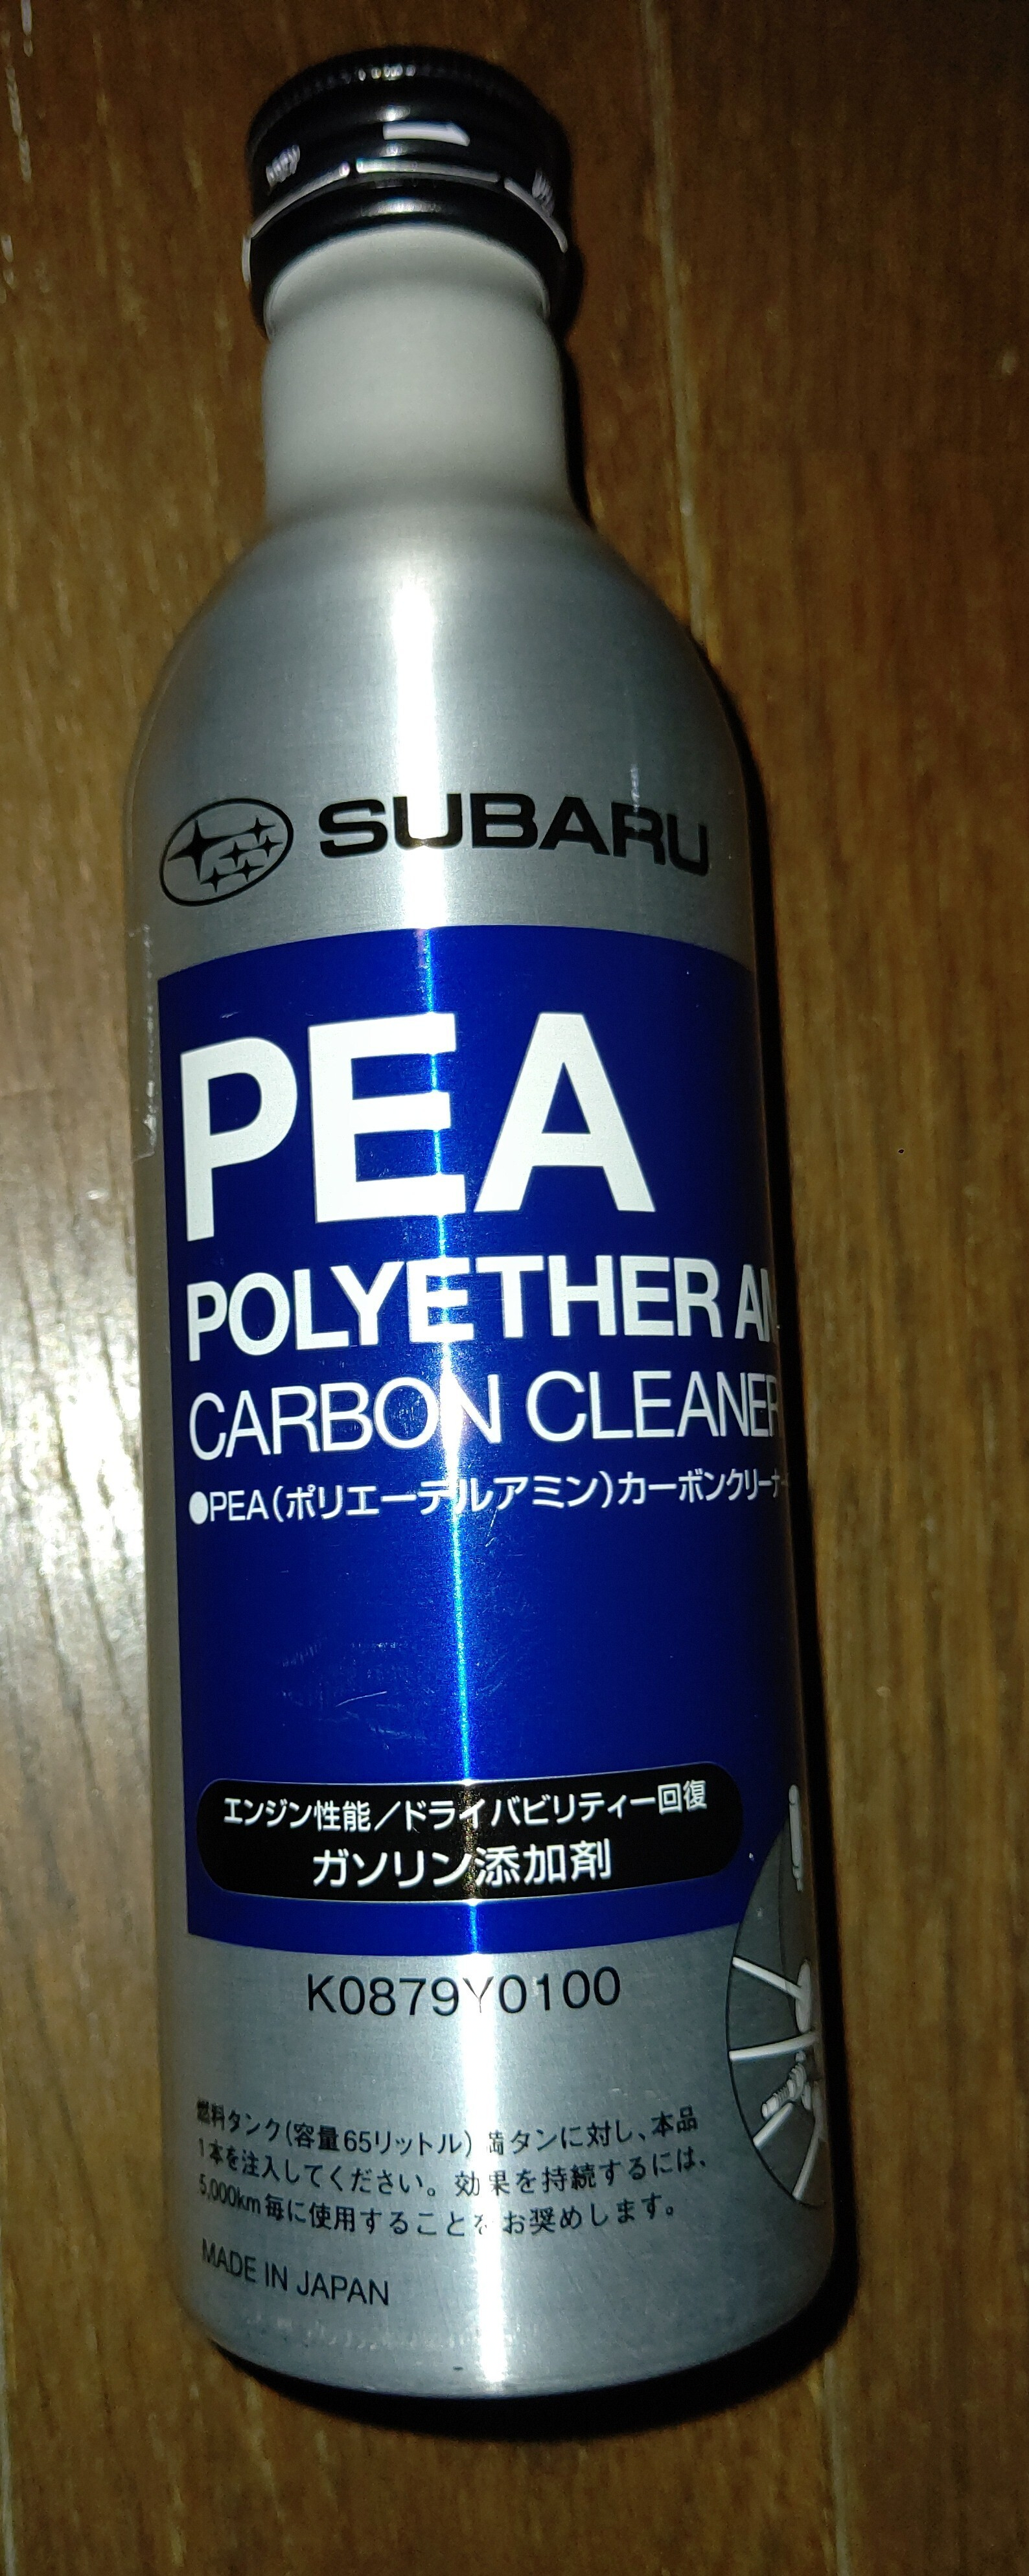 SUBARU
PEA
POLYETHER
CARBON CLEANER
●PEA（ポリエーテルアミン）カーボンクリーナー
エンジン性能／ドライバビリティー回復
ガソリン添加剤
K0879Y0100
燃料タンク（容量65リットル）満タンに対し、本品
1本を注入してください。効果を持続するには、
5,000km毎に使用することをお奨めします。
MADE IN JAPAN